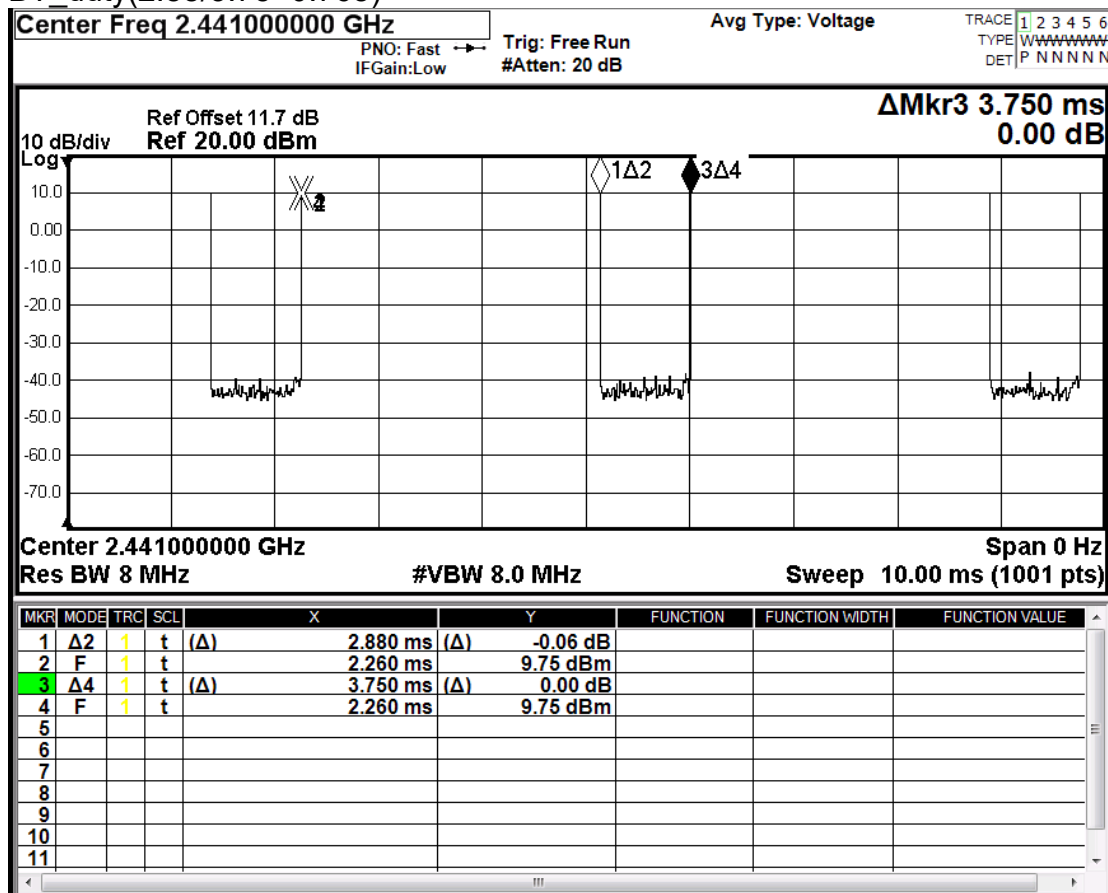 Center Freq 2.441000000 GHz
PNO: Fast
IFGain:Low
Trig: Free Run
#Atten: 20 dB
Avg Type: Voltage
TRACE 1 2 3 4 5 6
TYPE WWWWWW
DET P N N N N N
ΔMkr3 3.750 ms
0.00 dB
Ref Offset 11.7 dB
10 dB/div Ref 20.00 dBm
Log
1Δ2
3Δ4
10.0
0.00
-10.0
-20.0
-30.0
-40.0
-50.0
-60.0
-70.0
Center 2.441000000 GHz
Span 0 Hz
Res BW 8 MHz
#VBW 8.0 MHz
Sweep 10.00 ms (1001 pts)
MKR MODE TRC SCL X Y FUNCTION FUNCTION WIDTH FUNCTION VALUE
1 Δ2 1 t (Δ) 2.880 ms (Δ) -0.06 dB
2 F 1 t 2.260 ms 9.75 dBm
3 Δ4 1 t (Δ) 3.750 ms (Δ) 0.00 dB
4 F 1 t 2.260 ms 9.75 dBm
5
6
7
8
9
10
11